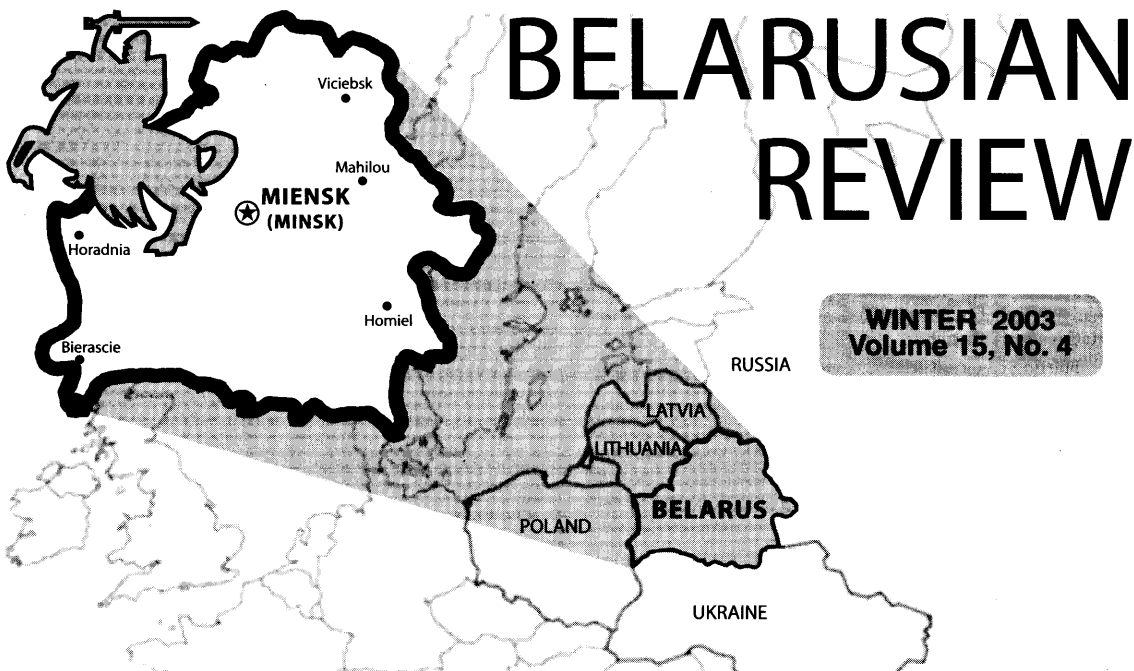 BELARUSIAN
REVIEW
WINTER 2003
Volume 15, No. 4
Viciebsk
Mahilou
MIENSK
(MINSK)
Horadnia
Homiel
Bierascie
RUSSIA
LATVIA
LITHUANIA
BELARUS
POLAND
UKRAINE